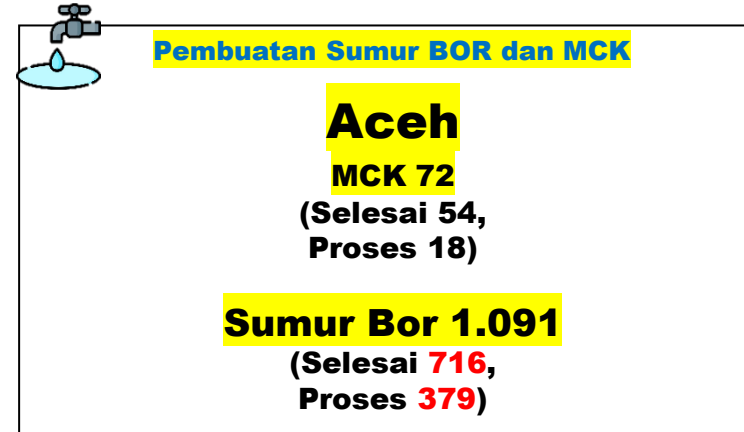 Pembuatan Sumur BOR dan MCK
Aceh
MCK 72
(Selesai 54,
Proses 18)
Sumur Bor 1.091
(Selesai 716,
Proses 379)